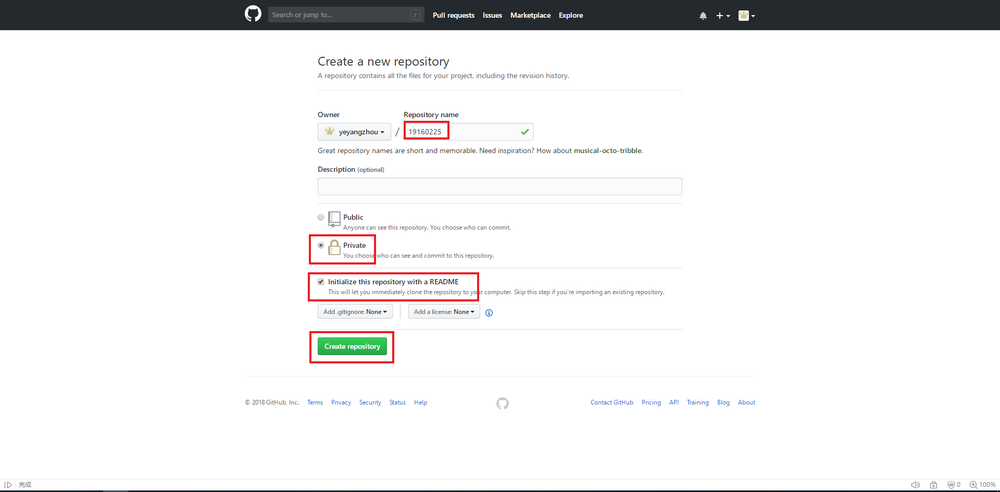 Search or jump to... /
Pull requests Issues Marketplace Explore
Create a new repository
A repository contains all the files for your project, including the revision history.
Owner Repository name
yeyangzhou / 19160225
Great repository names are short and memorable. Need inspiration? How about musical-octo-tribble.
Description (optional)
Public
Anyone can see this repository. You choose who can commit.
Private
You choose who can see and commit to this repository.
Initialize this repository with a README
This will let you immediately clone the repository to your computer. Skip this step if you're importing an existing repository.
Add .gitignore: None Add a license: None
Create repository
© 2018 GitHub, Inc. Terms Privacy Security Status Help Contact GitHub Pricing API Training Blog About
完成 AD 0 100%